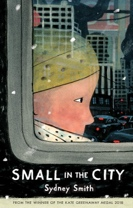 SMALL IN THE CITY
Sydney Smith
FROM THE WINNER OF THE KATE GREENAWAY MEDAL 2018